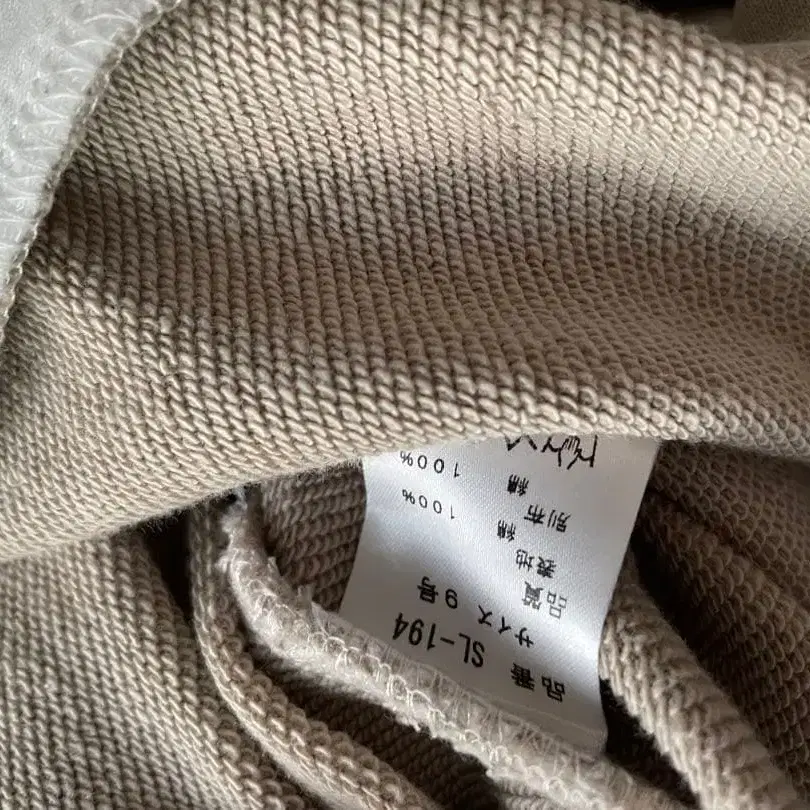 品番 SL-194
サイズ 9号
品質 表地 綿 100%
別布 綿 100%